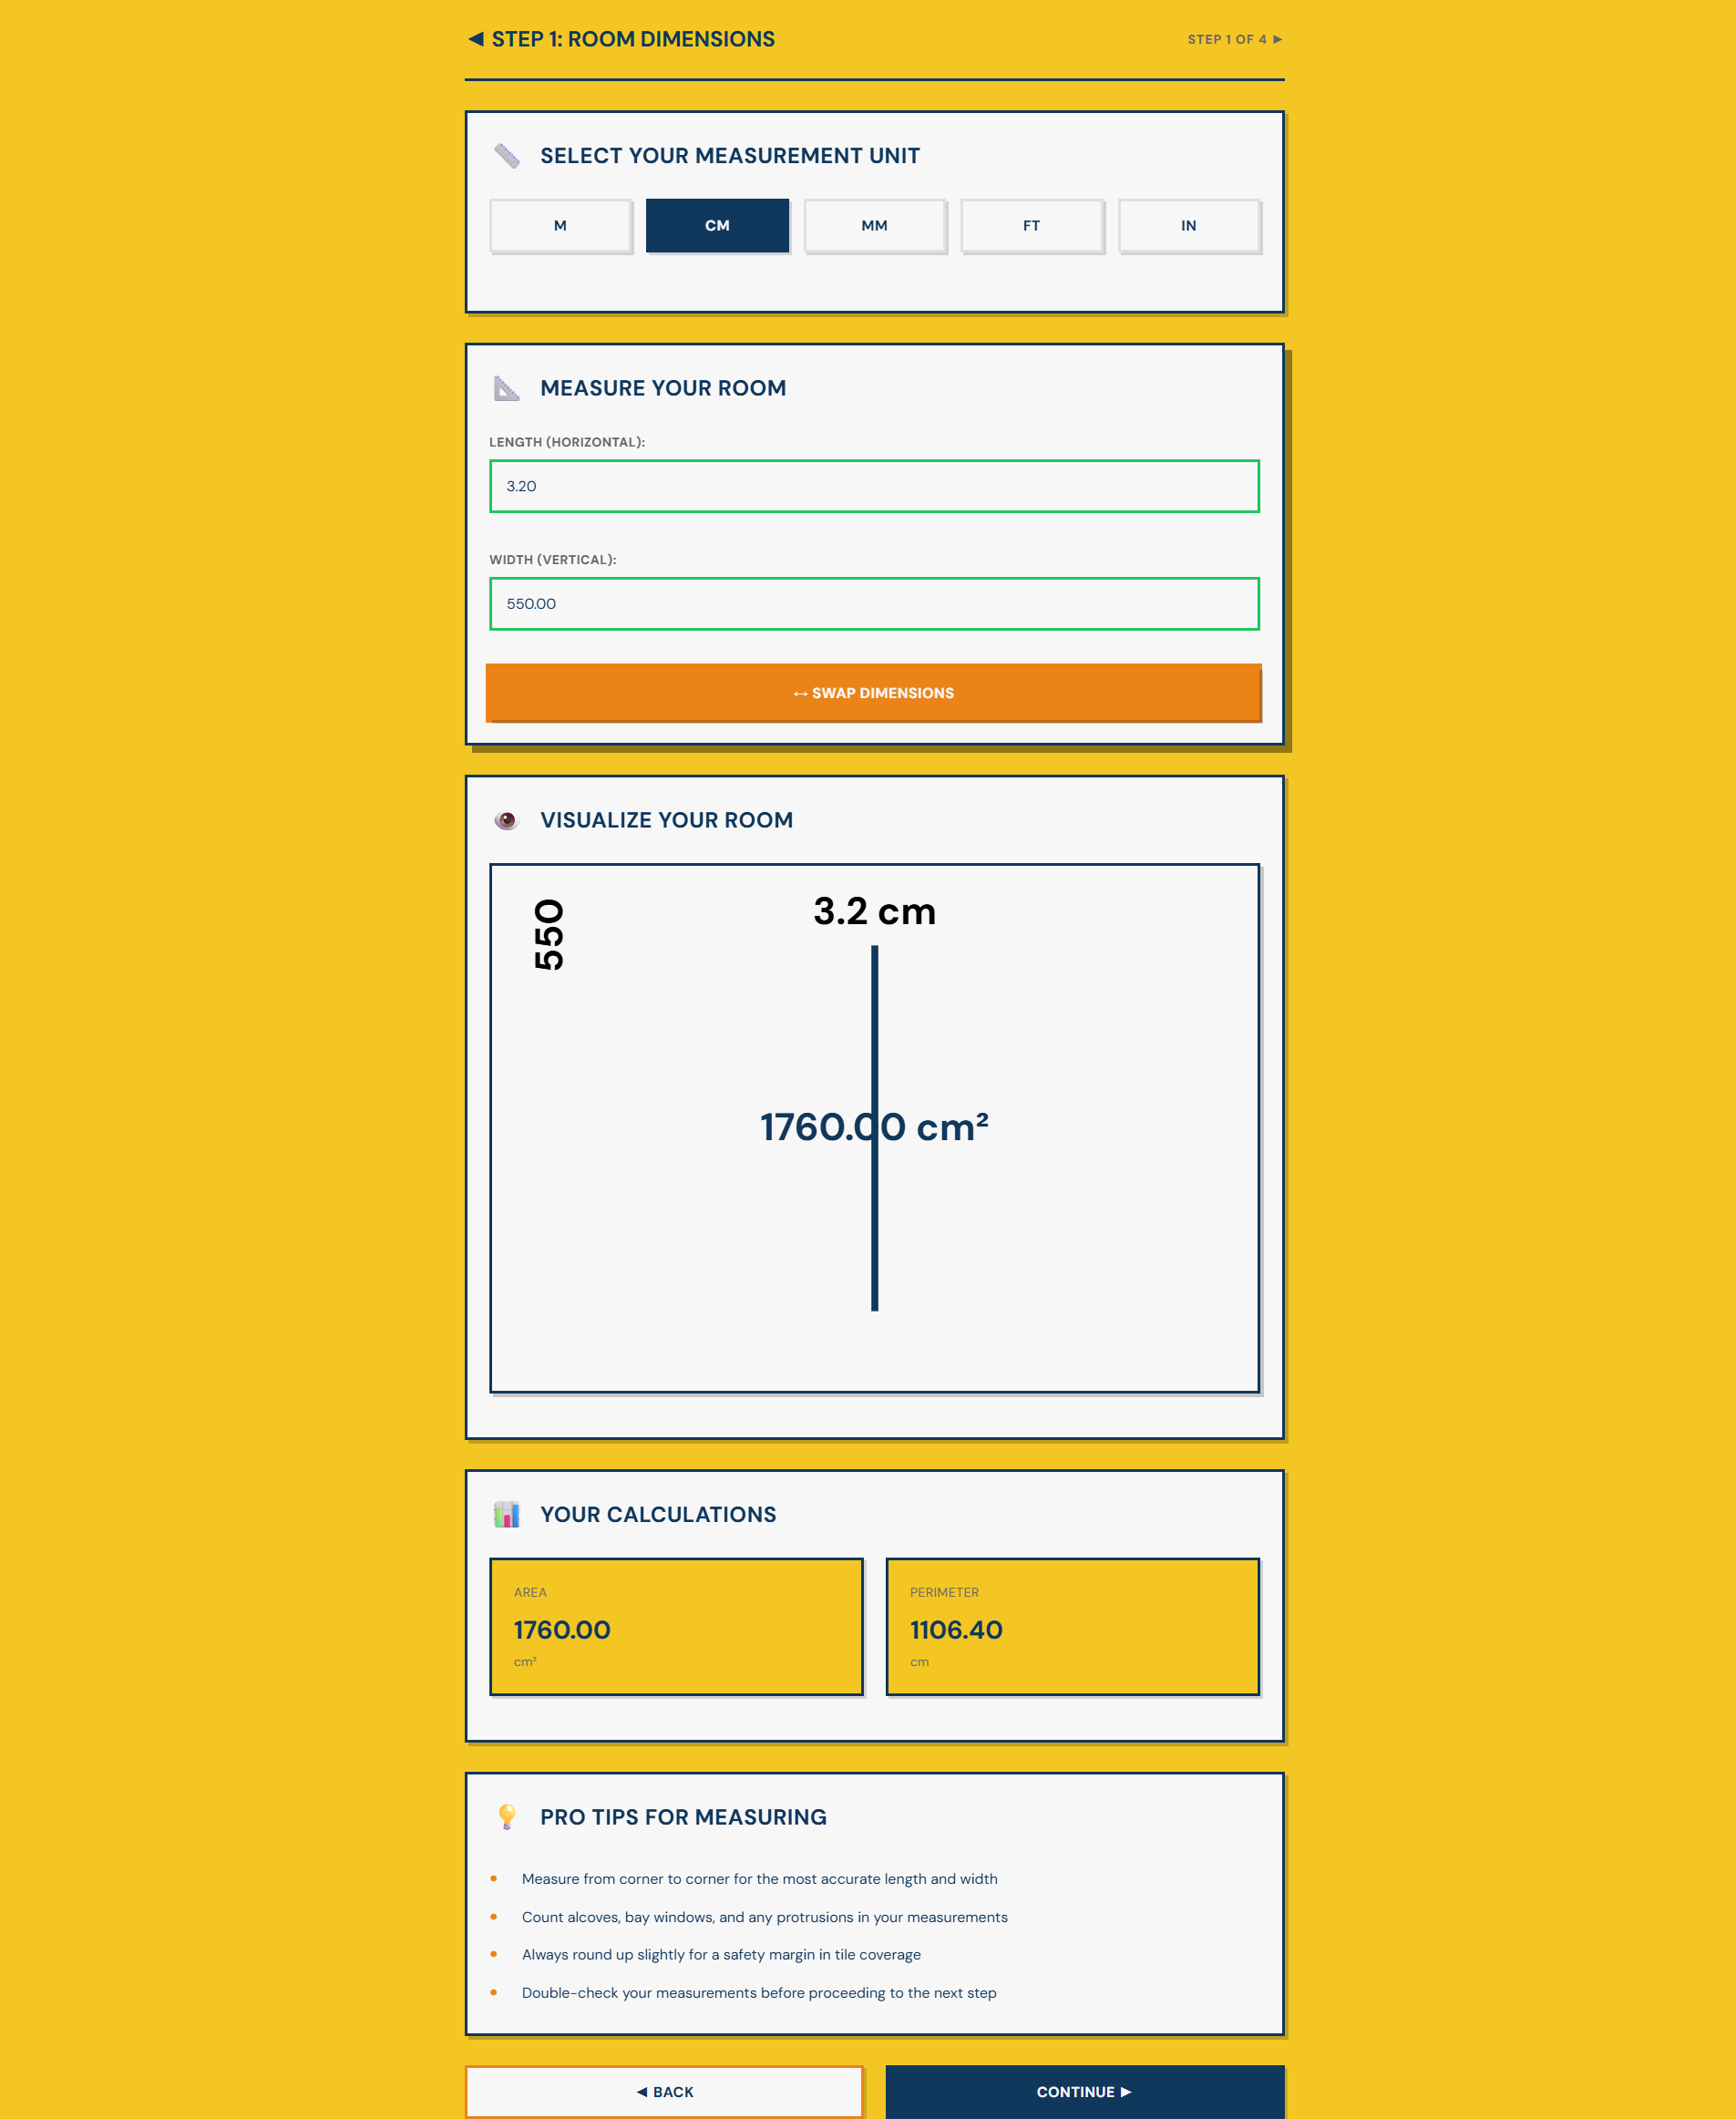 ◀ STEP 1: ROOM DIMENSIONS
STEP 1 OF 4 ▶
SELECT YOUR MEASUREMENT UNIT
M
CM
MM
FT
IN
MEASURE YOUR ROOM
LENGTH (HORIZONTAL):
3.20
WIDTH (VERTICAL):
550.00
↔ SWAP DIMENSIONS
VISUALIZE YOUR ROOM
550
3.2 cm
1760.00 cm²
YOUR CALCULATIONS
AREA
1760.00
cm²
PERIMETER
1106.40
cm
PRO TIPS FOR MEASURING
• Measure from corner to corner for the most accurate length and width
• Count alcoves, bay windows, and any protrusions in your measurements
• Always round up slightly for a safety margin in tile coverage
• Double-check your measurements before proceeding to the next step
◀ BACK
CONTINUE ▶